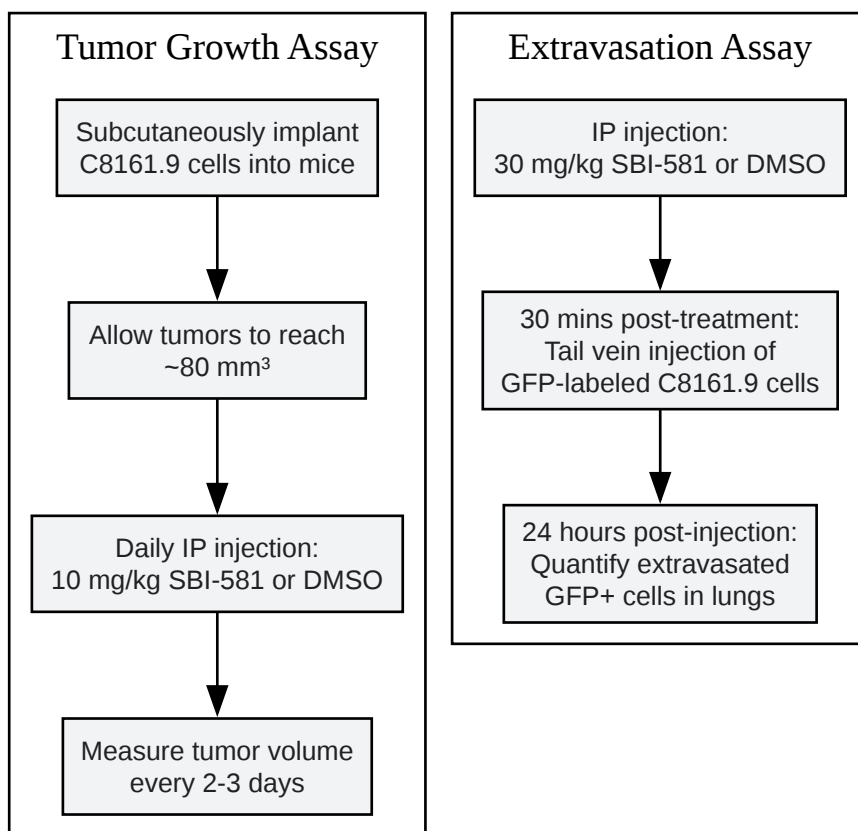 Tumor Growth Assay
Subcutaneously implant
C8161.9 cells into mice
Allow tumors to reach
~80 mm³
Daily IP injection:
10 mg/kg SBI-581 or DMSO
Measure tumor volume
every 2-3 days
Extravasation Assay
IP injection:
30 mg/kg SBI-581 or DMSO
30 mins post-treatment:
Tail vein injection of
GFP-labeled C8161.9 cells
24 hours post-injection:
Quantify extravasated
GFP+ cells in lungs